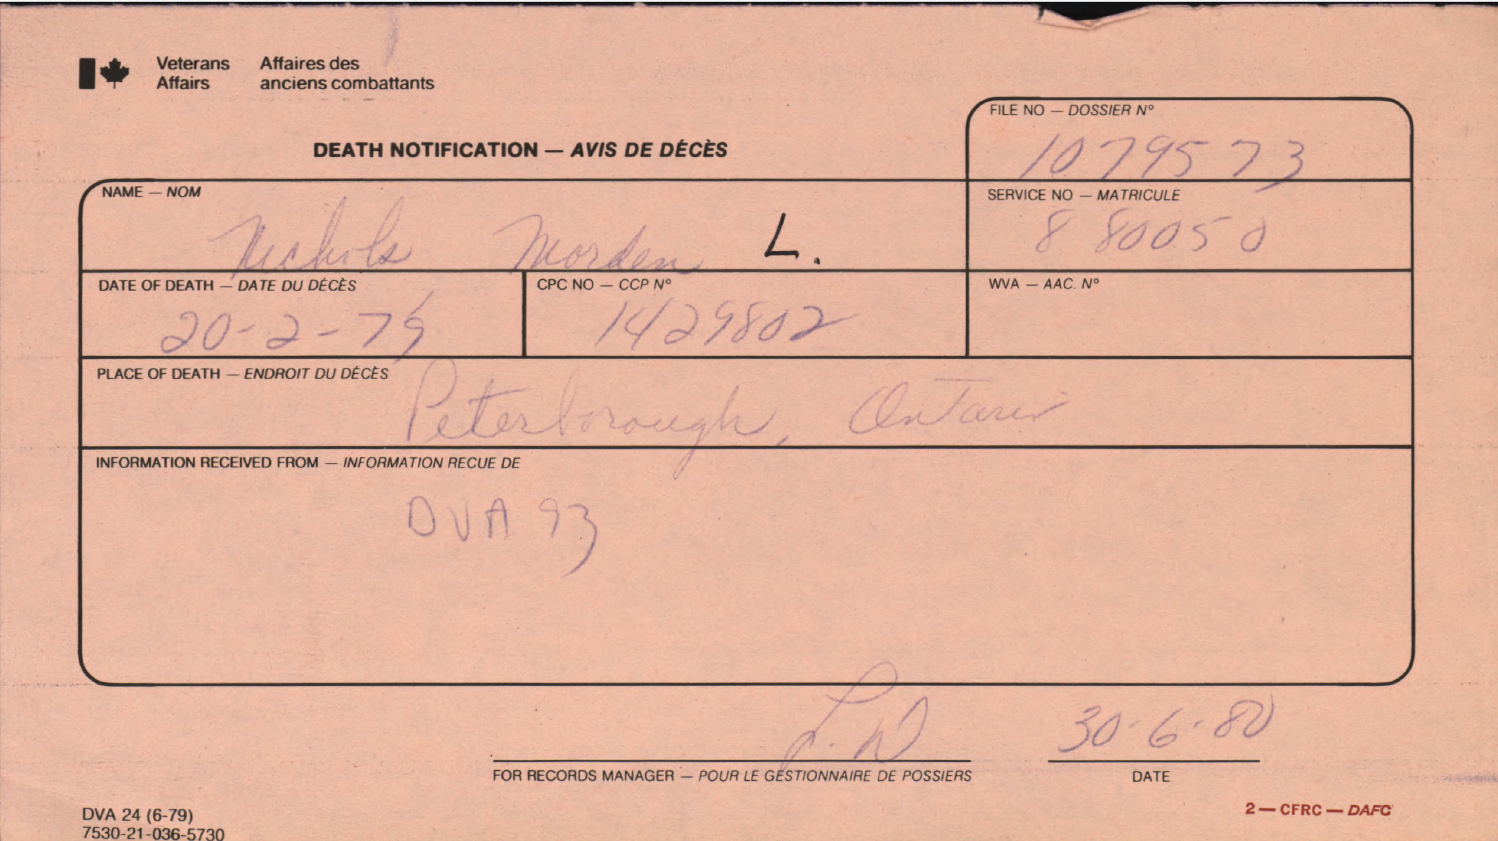 Veterans Affairs
Affaires des anciens combattants
DEATH NOTIFICATION — AVIS DE DÉCÈS
FILE NO — DOSSIER Nº
1079573
NAME — NOM
Nichols Morden L.
SERVICE NO — MATRICULE
880050
DATE OF DEATH — DATE DU DÉCÈS
20-2-79
CPC NO — CCP Nº
1429802
WVA — AAC. Nº
PLACE OF DEATH — ENDROIT DU DÉCÈS
Peterborough, Ontario
INFORMATION RECEIVED FROM — INFORMATION RECUE DE
DVA 93
L.D
30-6-80
FOR RECORDS MANAGER — POUR LE GESTIONNAIRE DE POSSIERS
DATE
DVA 24 (6-79)
7530-21-036-5730
2 — CFRC — DAFC